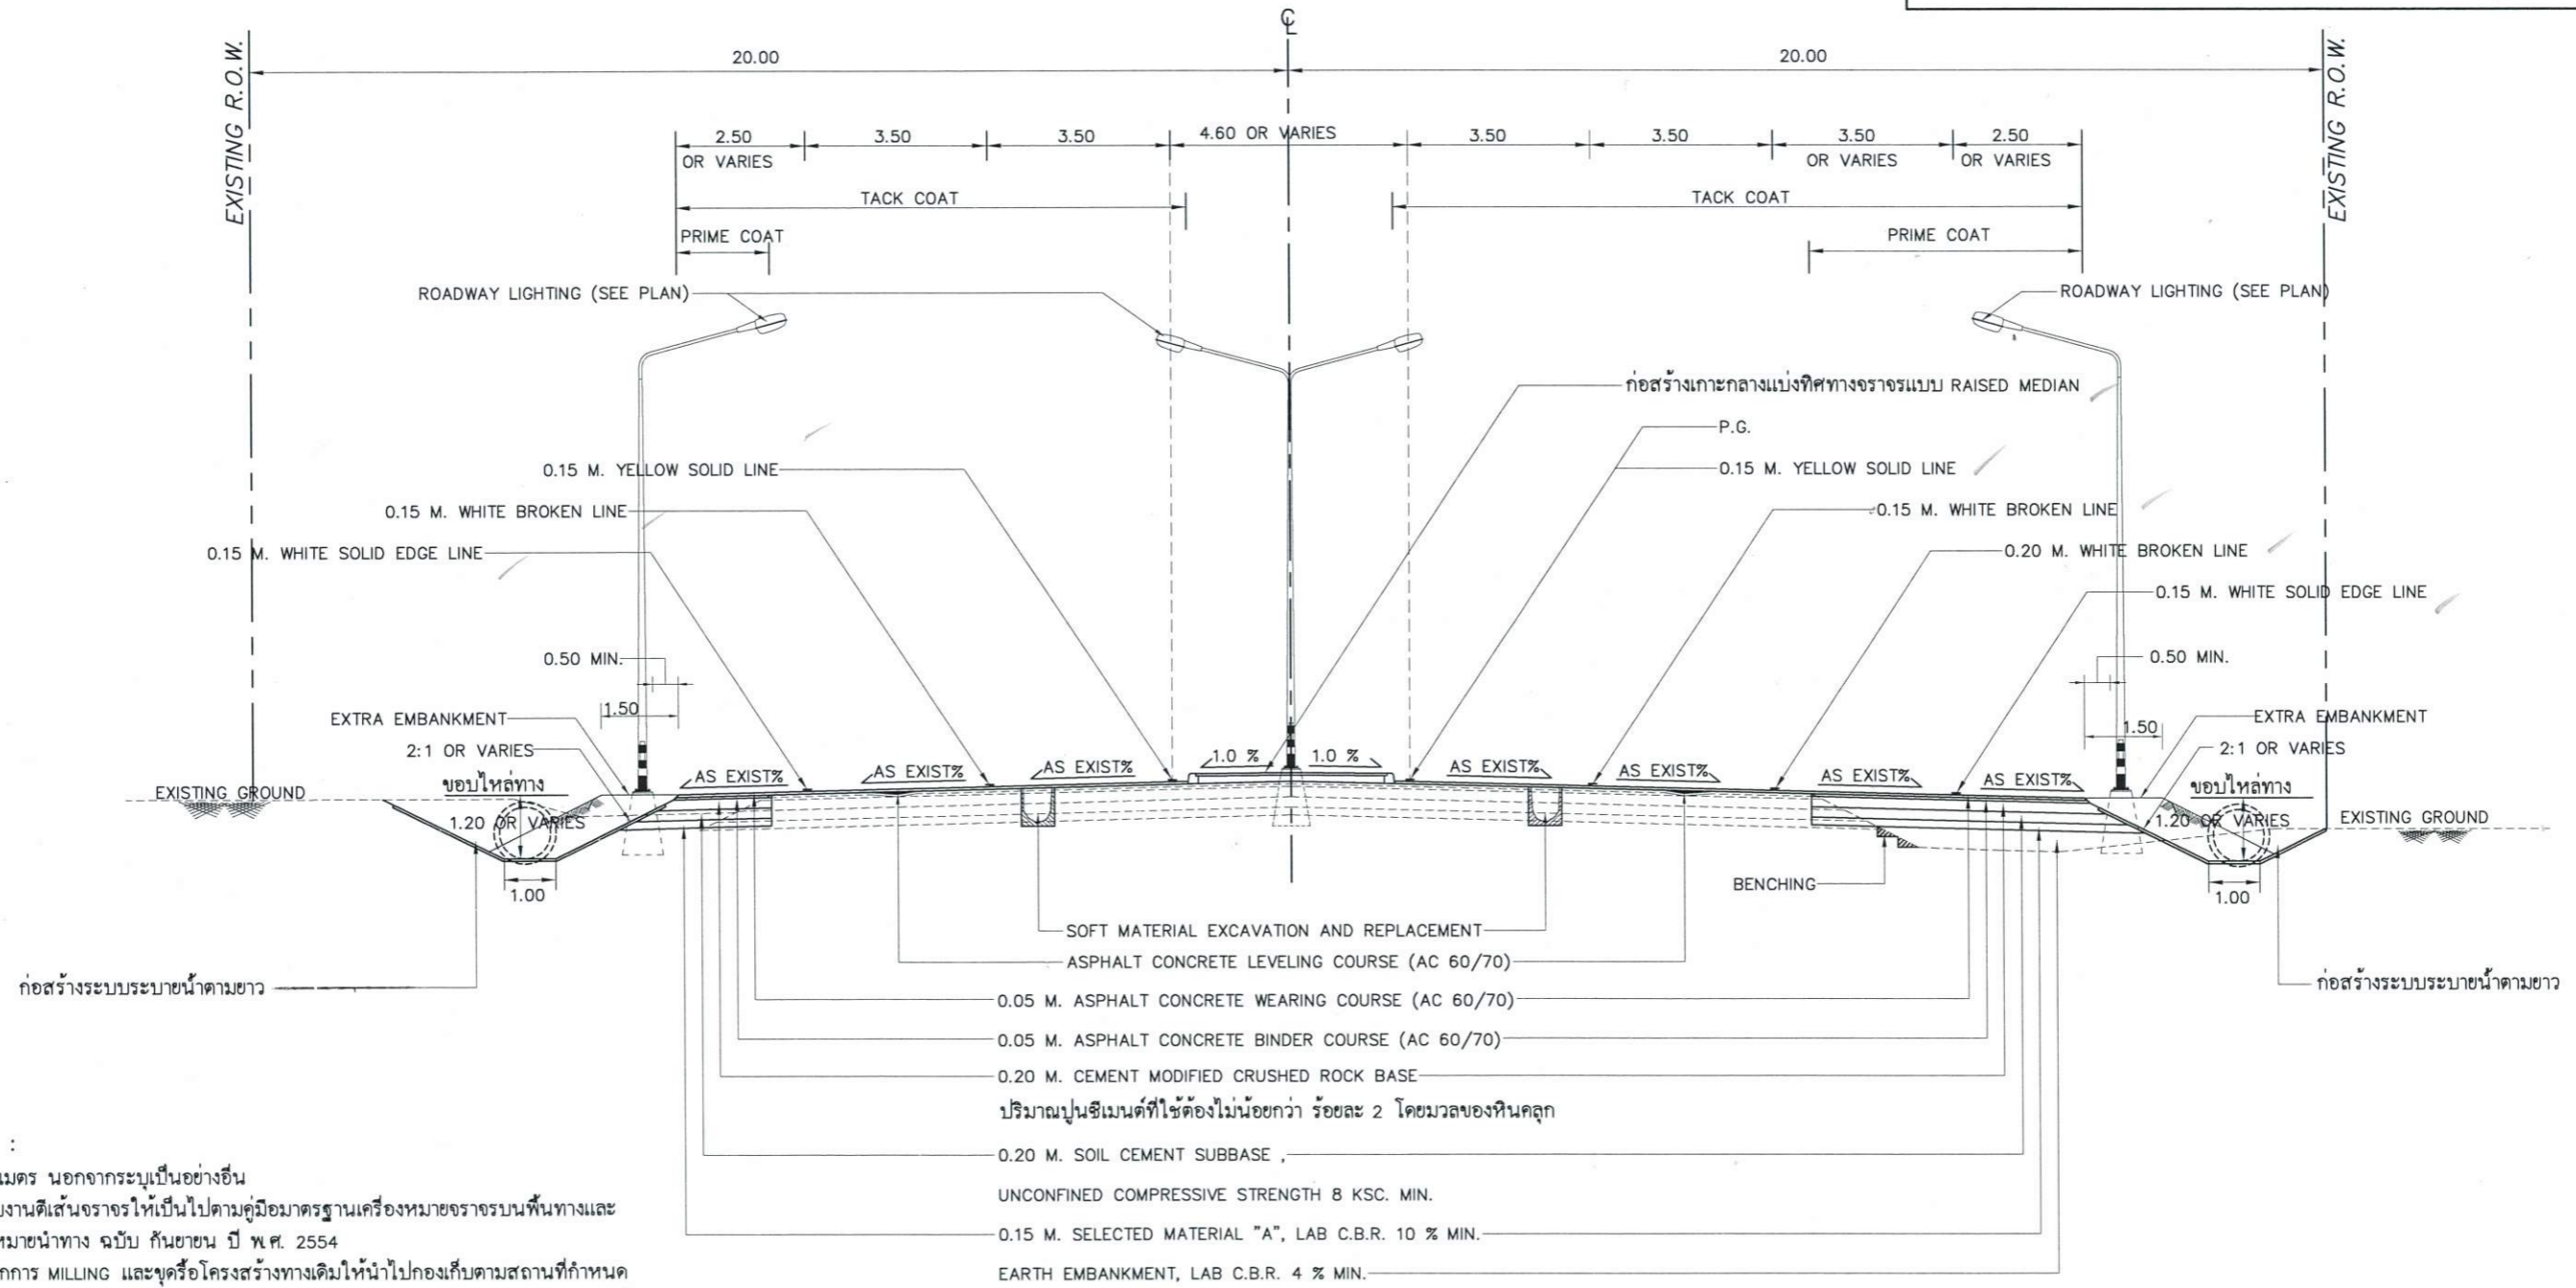 ℄
EXISTING R.O.W.
20.00
20.00
EXISTING R.O.W.
2.50
OR VARIES
3.50
3.50
4.60 OR VARIES
3.50
3.50
3.50
OR VARIES
2.50
OR VARIES
TACK COAT
TACK COAT
PRIME COAT
PRIME COAT
ROADWAY LIGHTING (SEE PLAN)
ROADWAY LIGHTING (SEE PLAN)
ก่อสร้างเกาะกลางแบ่งทิศทางจราจรแบบ RAISED MEDIAN
P.G.
0.15 M. YELLOW SOLID LINE
0.15 M. YELLOW SOLID LINE
0.15 M. WHITE BROKEN LINE
0.15 M. WHITE BROKEN LINE
0.15 M. WHITE SOLID EDGE LINE
0.20 M. WHITE BROKEN LINE
0.15 M. WHITE SOLID EDGE LINE
0.50 MIN.
0.50 MIN.
1.50
1.50
EXTRA EMBANKMENT
EXTRA EMBANKMENT
2:1 OR VARIES
2:1 OR VARIES
1.0 %
1.0 %
AS EXIST%
AS EXIST%
AS EXIST%
AS EXIST%
AS EXIST%
AS EXIST%
AS EXIST%
EXISTING GROUND
ขอบไหล่ทาง
ขอบไหล่ทาง
EXISTING GROUND
1.20 OR VARIES
1.20 OR VARIES
1.00
1.00
BENCHING
SOFT MATERIAL EXCAVATION AND REPLACEMENT
ASPHALT CONCRETE LEVELING COURSE (AC 60/70)
ก่อสร้างระบบระบายน้ำตามยาว
ก่อสร้างระบบระบายน้ำตามยาว
0.05 M. ASPHALT CONCRETE WEARING COURSE (AC 60/70)
0.05 M. ASPHALT CONCRETE BINDER COURSE (AC 60/70)
0.20 M. CEMENT MODIFIED CRUSHED ROCK BASE
ปริมาณปูนซีเมนต์ที่ใช้ต้องไม่น้อยกว่า ร้อยละ 2 โดยมวลของหินคลุก
0.20 M. SOIL CEMENT SUBBASE ,
UNCONFINED COMPRESSIVE STRENGTH 8 KSC. MIN.
0.15 M. SELECTED MATERIAL "A", LAB C.B.R. 10 % MIN.
EARTH EMBANKMENT, LAB C.B.R. 4 % MIN.
:
เมตร นอกจากระบุเป็นอย่างอื่น
งานตีเส้นจราจรให้เป็นไปตามคู่มือมาตรฐานเครื่องหมายจราจรบนพื้นทางและ
หมายนำทาง ฉบับ กันยายน ปี พ.ศ. 2554
การ MILLING และขุดรื้อโครงสร้างทางเดิมให้นำไปกองเก็บตามสถานที่กำหนด